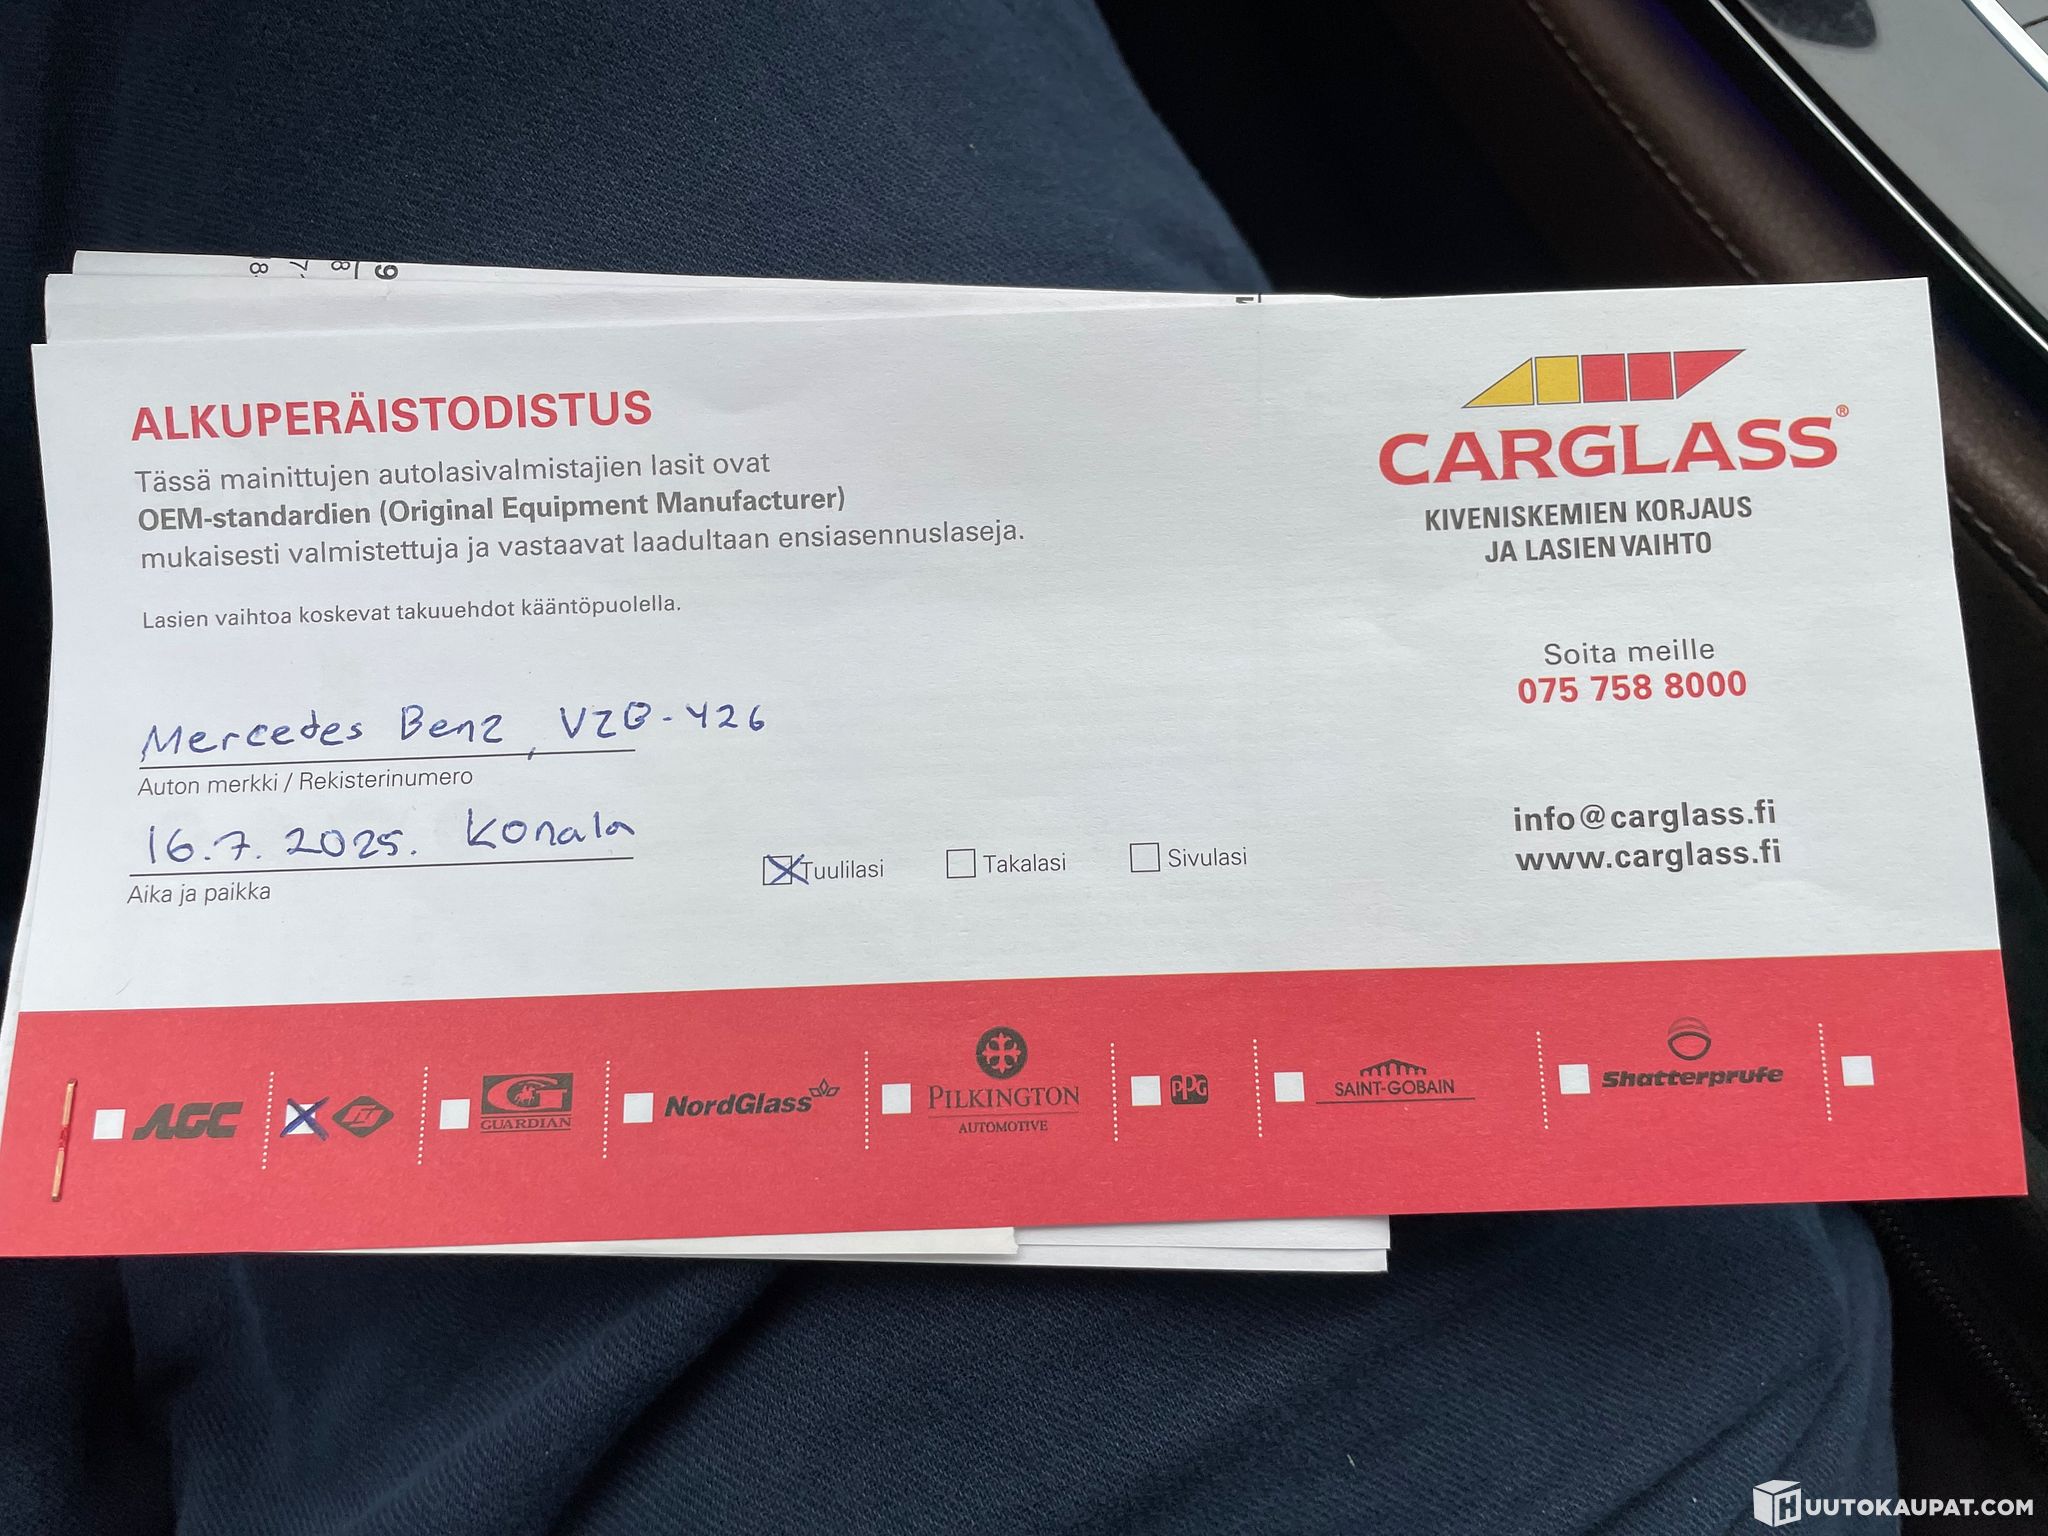 ALKUPERÄISTODISTUS
Tässä mainittujen autolasivalmistajien lasit ovat
OEM-standardien (Original Equipment Manufacturer)
mukaisesti valmistettuja ja vastaavat laadultaan ensiasennuslaseja.
Lasien vaihtoa koskevat takuuehdot kääntöpuolella.
Mercedes Benz, VZB-426
Auton merkki / Rekisterinumero
16.7.2025. Konala
Aika ja paikka
Tuulilasi
Takalasi
Sivulasi
CARGLASS®
KIVENISKEMIEN KORJAUS
JA LASIEN VAIHTO
Soita meille
075 758 8000
info@carglass.fi
www.carglass.fi
AGC
GUARDIAN
NordGlass
PILKINGTON
AUTOMOTIVE
PPG
SAINT-GOBAIN
Shatterprufe
HUUTOKAUPAT.COM